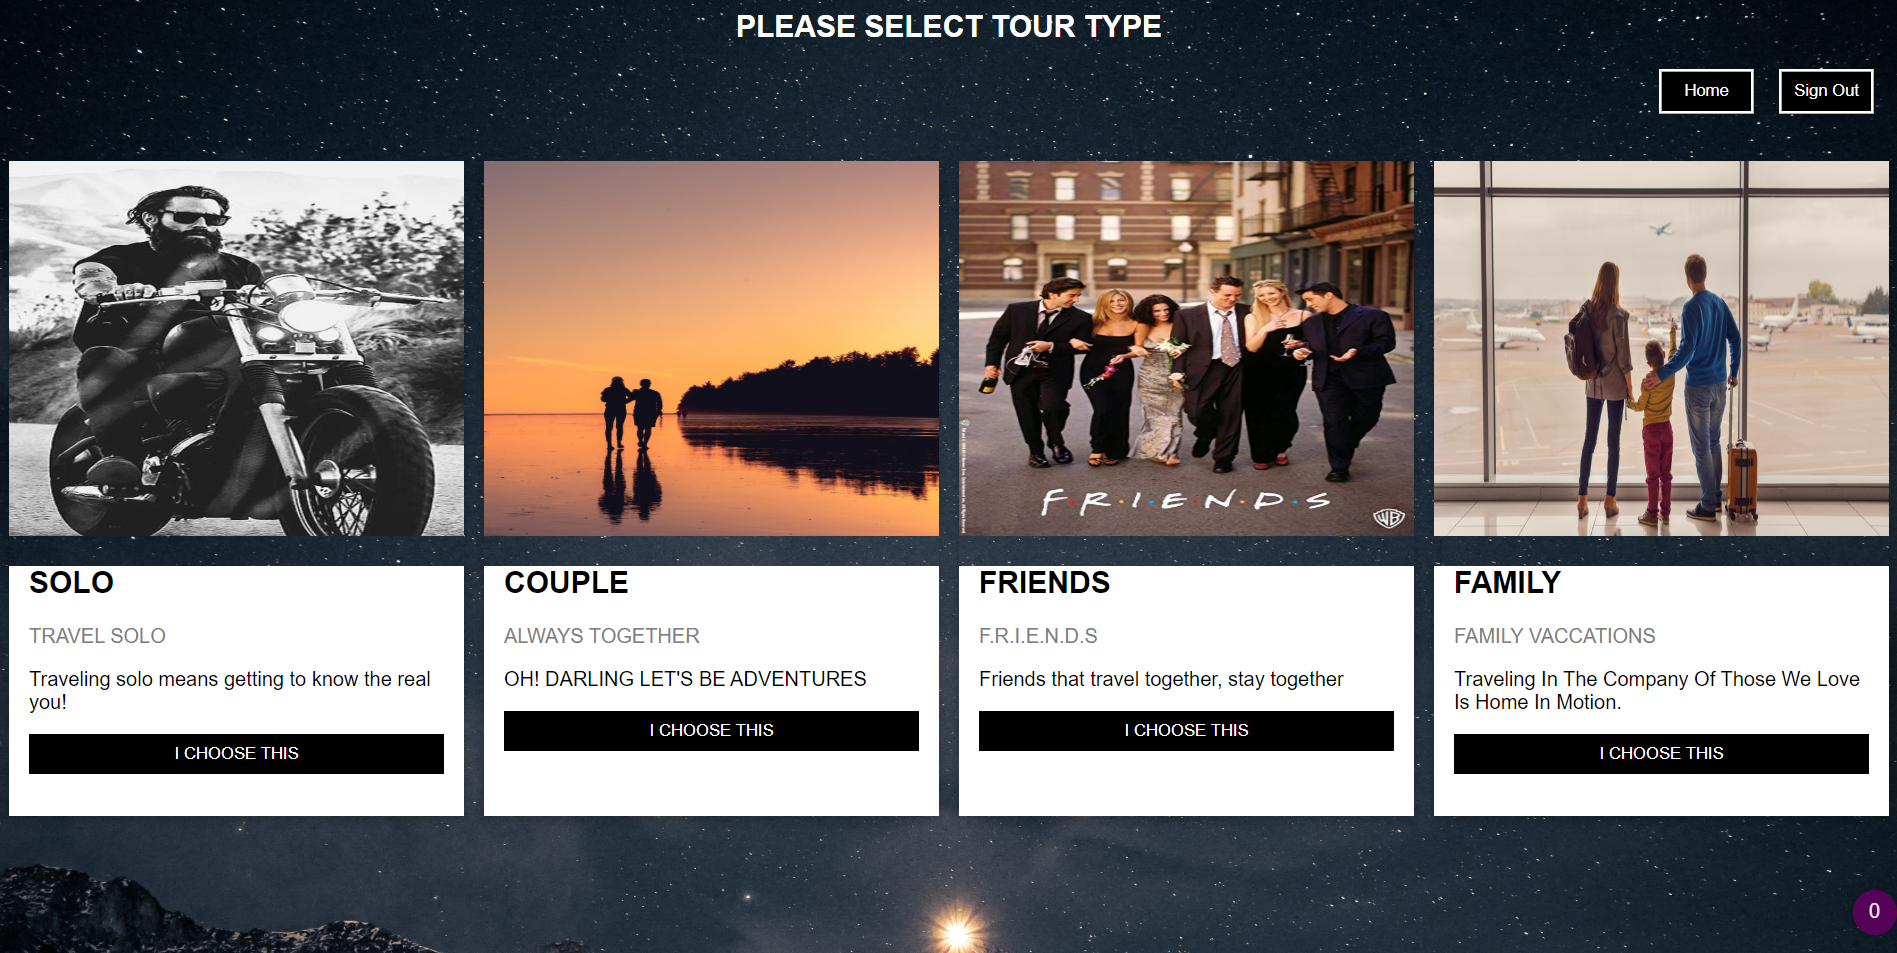 PLEASE SELECT TOUR TYPE
Home
Sign Out
F·R·I·E·N·D·S
WB
SOLO
TRAVEL SOLO
Traveling solo means getting to know the real
you!
I CHOOSE THIS
COUPLE
ALWAYS TOGETHER
OH! DARLING LET'S BE ADVENTURES
I CHOOSE THIS
FRIENDS
F.R.I.E.N.D.S
Friends that travel together, stay together
I CHOOSE THIS
FAMILY
FAMILY VACCATIONS
Traveling In The Company Of Those We Love
Is Home In Motion.
I CHOOSE THIS
0